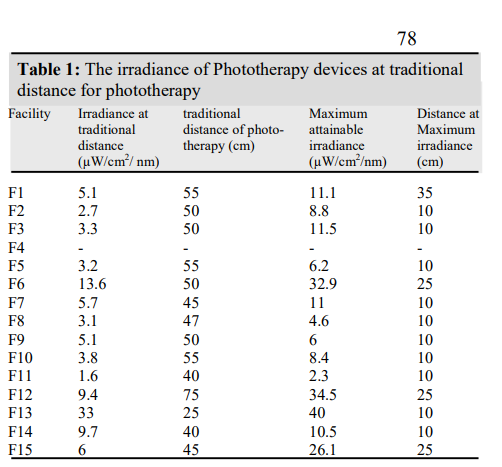 78
Table 1: The irradiance of Phototherapy devices at traditional
distance for phototherapy
Facility Irradiance at traditional Maximum Distance at
traditional distance of photo- attainable Maximum
distance therapy (cm) irradiance irradiance
(µW/cm²/ nm) (µW/cm²/nm) (cm)
F1 5.1 55 11.1 35
F2 2.7 50 8.8 10
F3 3.3 50 11.5 10
F4 - - - -
F5 3.2 55 6.2 10
F6 13.6 50 32.9 25
F7 5.7 45 11 10
F8 3.1 47 4.6 10
F9 5.1 50 6 10
F10 3.8 55 8.4 10
F11 1.6 40 2.3 10
F12 9.4 75 34.5 25
F13 33 25 40 10
F14 9.7 40 10.5 10
F15 6 45 26.1 25